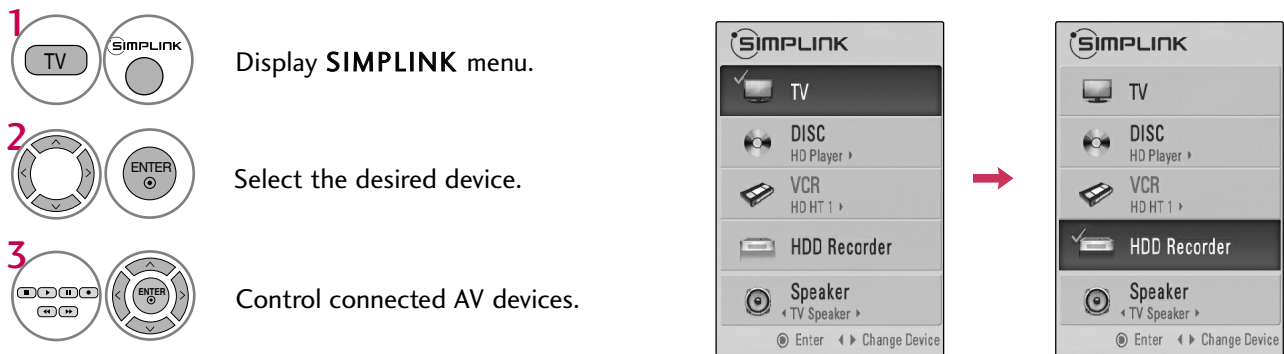 1
TV
SIMPLINK
Display SIMPLINK menu.
2
ENTER
Select the desired device.
3
ENTER
Control connected AV devices.
SIMPLINK
TV
DISC
HD Player
VCR
HD HT 1
HDD Recorder
Speaker
TV Speaker
Enter Change Device
SIMPLINK
TV
DISC
HD Player
VCR
HD HT 1
HDD Recorder
Speaker
TV Speaker
Enter Change Device